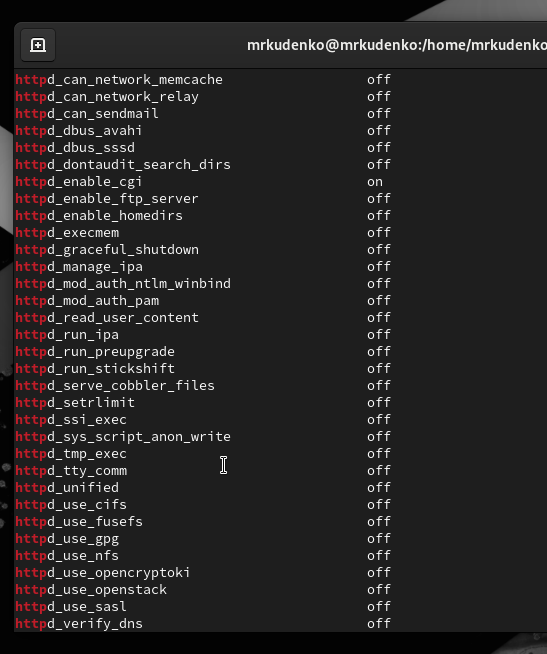 mrkudenko@mrkudenko:/home/mrkudenko
httpd_can_network_memcache off
httpd_can_network_relay off
httpd_can_sendmail off
httpd_dbus_avahi off
httpd_dbus_sssd off
httpd_dontaudit_search_dirs off
httpd_enable_cgi on
httpd_enable_ftp_server off
httpd_enable_homedirs off
httpd_execmem off
httpd_graceful_shutdown off
httpd_manage_ipa off
httpd_mod_auth_ntlm_winbind off
httpd_mod_auth_pam off
httpd_read_user_content off
httpd_run_ipa off
httpd_run_preupgrade off
httpd_run_stickshift off
httpd_serve_cobbler_files off
httpd_setrlimit off
httpd_ssi_exec off
httpd_sys_script_anon_write off
httpd_tmp_exec off
httpd_tty_comm off
httpd_unified off
httpd_use_cifs off
httpd_use_fusefs off
httpd_use_gpg off
httpd_use_nfs off
httpd_use_opencryptoki off
httpd_use_openstack off
httpd_use_sasl off
httpd_verify_dns off